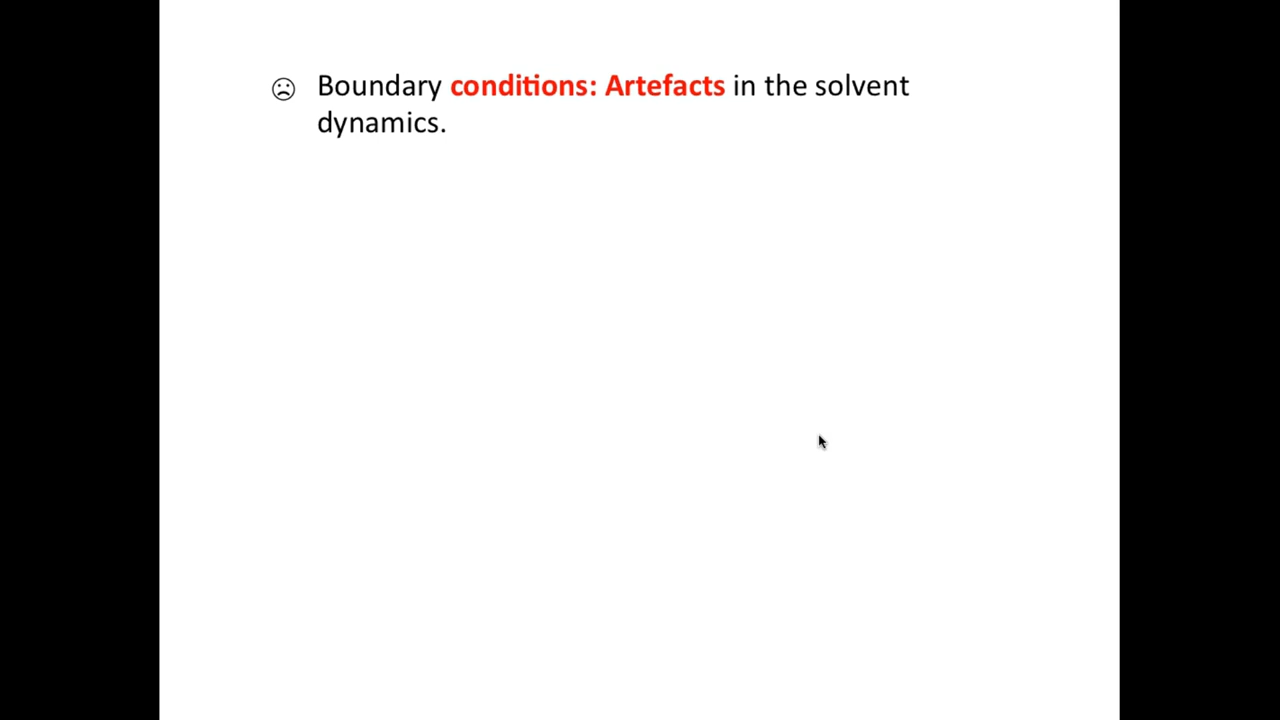 ☹ Boundary conditions: Artefacts in the solvent
dynamics.